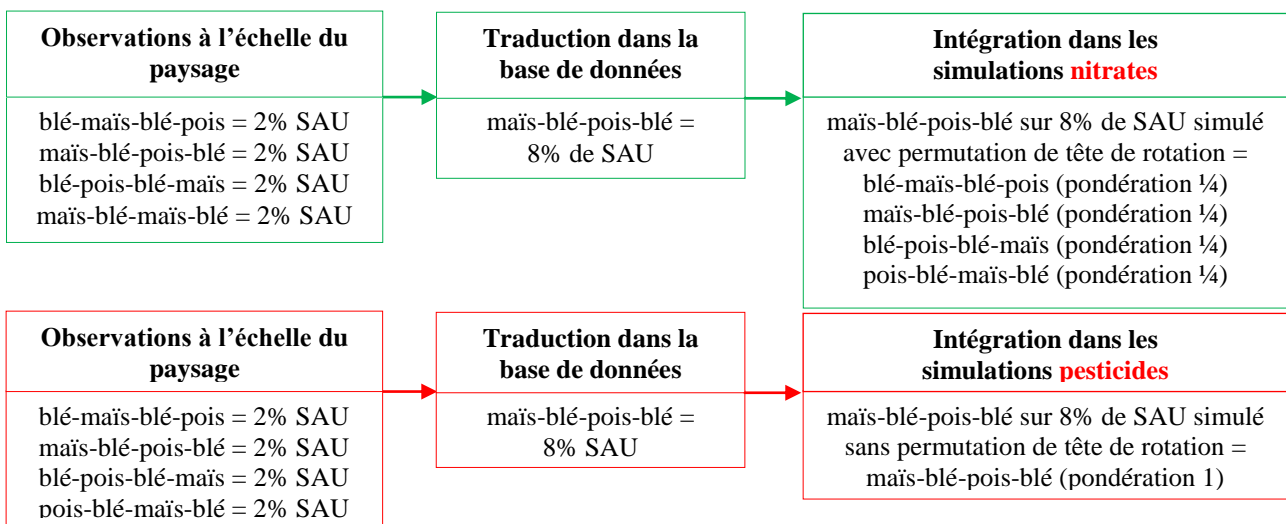 Observations à l'échelle du
paysage
blé-maïs-blé-pois = 2% SAU
maïs-blé-pois-blé = 2% SAU
blé-pois-blé-maïs = 2% SAU
maïs-blé-maïs-blé = 2% SAU
Traduction dans la
base de données
maïs-blé-pois-blé =
8% de SAU
Intégration dans les
simulations nitrates
maïs-blé-pois-blé sur 8% de SAU simulé
avec permutation de tête de rotation =
blé-maïs-blé-pois (pondération ¼)
maïs-blé-pois-blé (pondération ¼)
blé-pois-blé-maïs (pondération ¼)
pois-blé-maïs-blé (pondération ¼)
Observations à l'échelle du
paysage
blé-maïs-blé-pois = 2% SAU
maïs-blé-pois-blé = 2% SAU
blé-pois-blé-maïs = 2% SAU
pois-blé-maïs-blé = 2% SAU
Traduction dans la
base de données
maïs-blé-pois-blé =
8% SAU
Intégration dans les
simulations pesticides
maïs-blé-pois-blé sur 8% de SAU simulé
sans permutation de tête de rotation =
maïs-blé-pois-blé (pondération 1)